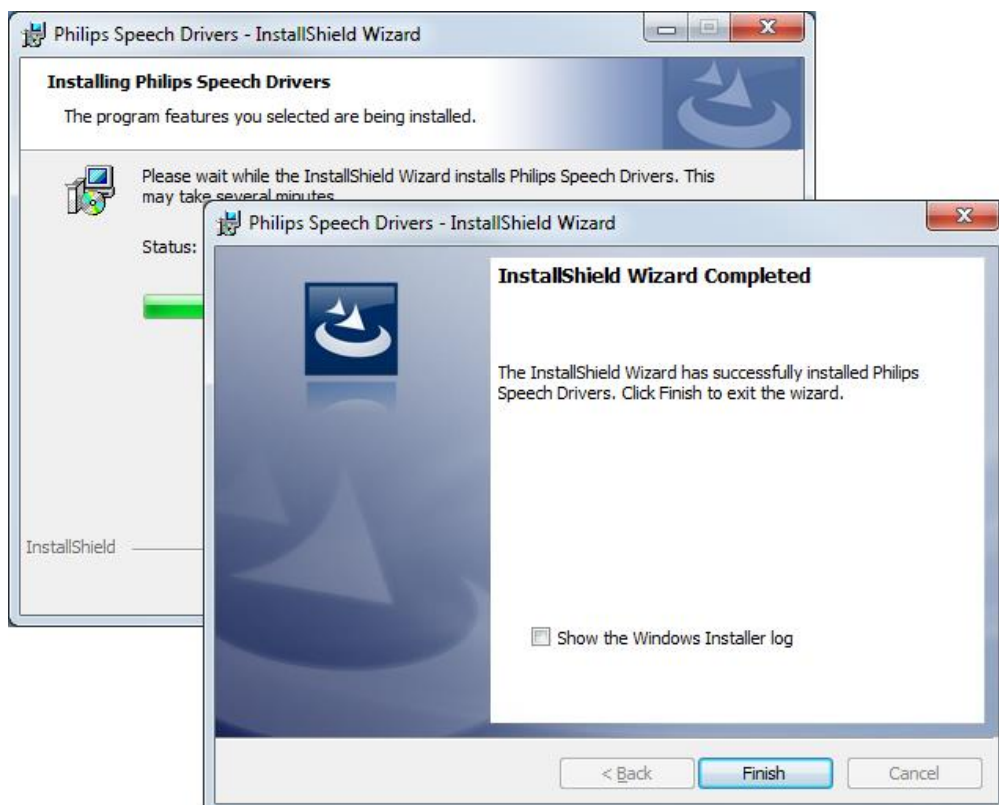 Philips Speech Drivers - InstallShield Wizard
Installing Philips Speech Drivers
The program features you selected are being installed.
Please wait while the InstallShield Wizard installs Philips Speech Drivers. This
may take several minutes
Status:
InstallShield
Philips Speech Drivers - InstallShield Wizard
InstallShield Wizard Completed
The InstallShield Wizard has successfully installed Philips
Speech Drivers. Click Finish to exit the wizard.
Show the Windows Installer log
< Back Finish Cancel